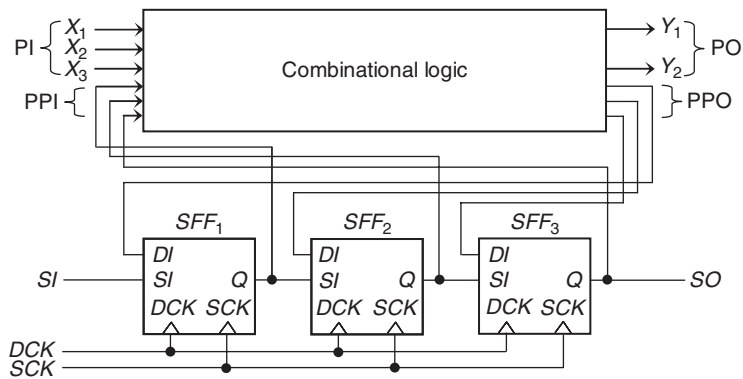 PI { X1 X2 X3
PPI {
Combinational logic
Y1 Y2 } PO
} PPO
SFF1 SFF2 SFF3
DI DI DI
SI SI Q SI Q SI Q SO
DCK SCK DCK SCK DCK SCK
DCK
SCK